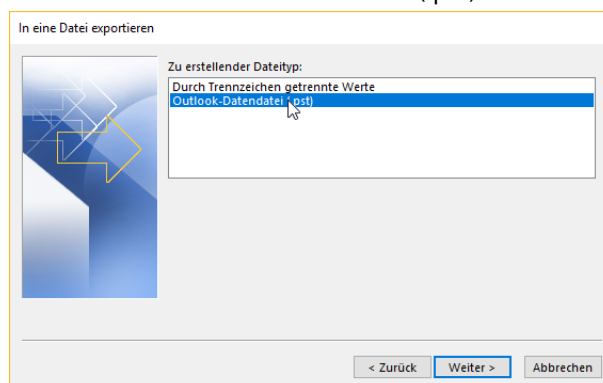 In eine Datei exportieren
Zu erstellender Dateityp:
Durch Trennzeichen getrennte Werte
Outlook-Datendatei (.pst)
< Zurück Weiter > Abbrechen